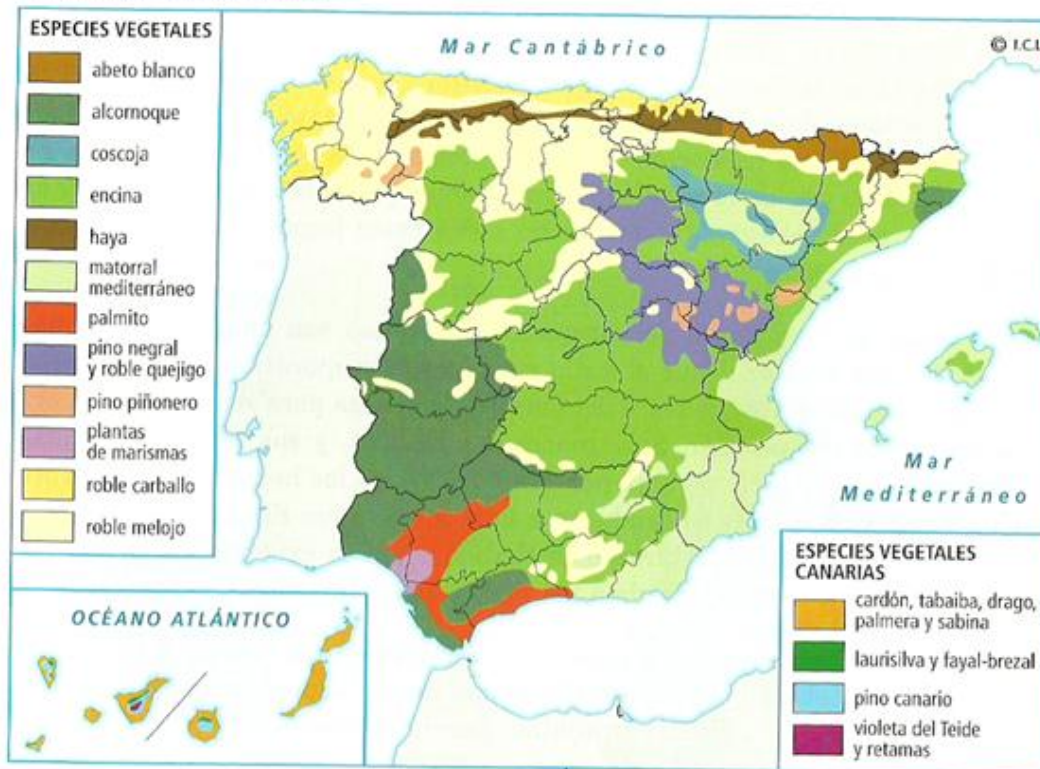 ESPECIES VEGETALES
abeto blanco
alcornoque
coscoja
encina
haya
matorral
mediterráneo
palmito
pino negral
y roble quejigo
pino piñonero
plantas
de marismas
roble carballo
roble melojo
Mar Cantábrico
© I.C.L
Mar
Mediterráneo
OCÉANO ATLÁNTICO
ESPECIES VEGETALES
CANARIAS
cardón, tabaiba, drago,
palmera y sabina
laurisilva y fayal-brezal
pino canario
violeta del Teide
y retamas